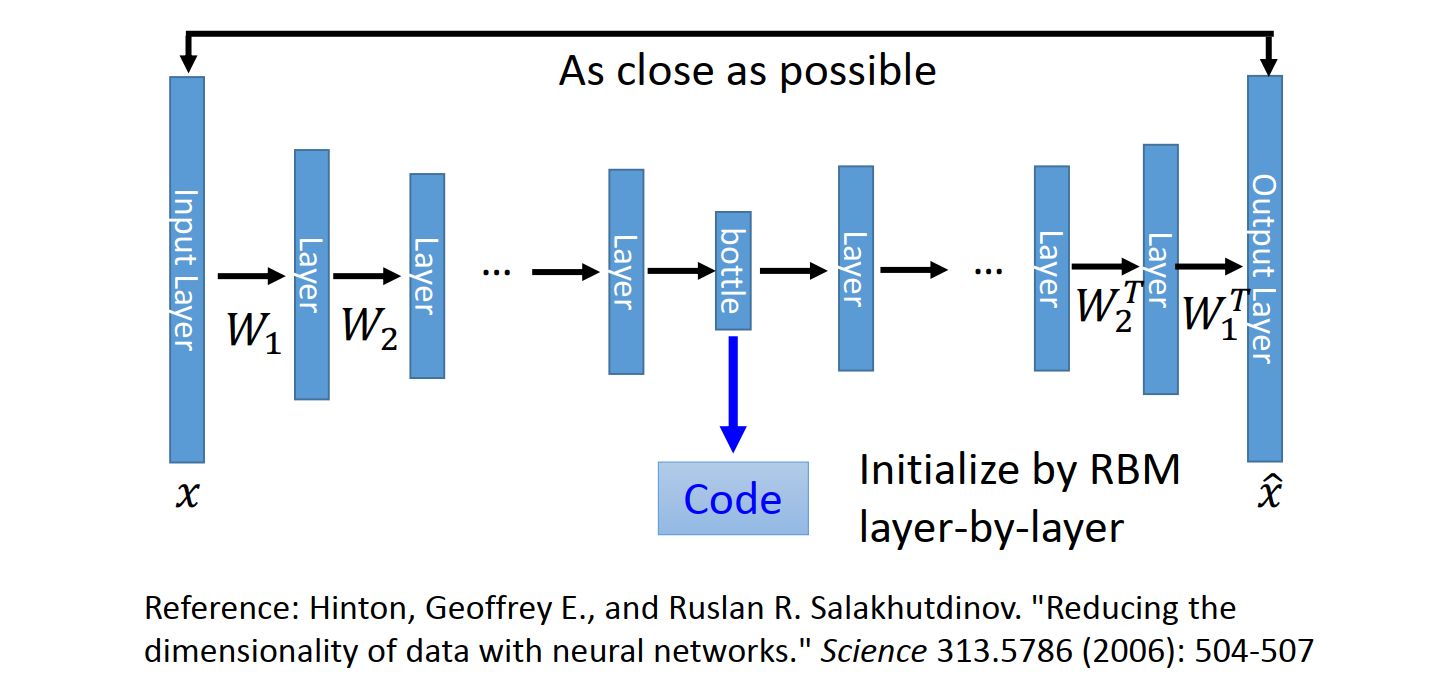 As close as possible
Input Layer
Layer
Layer
...
Layer
bottle
Layer
...
Layer
Layer
Output Layer
W₁
W₂
W₂ᵀ
W₁ᵀ
x
Code
Initialize by RBM
layer-by-layer
x̂
Reference: Hinton, Geoffrey E., and Ruslan R. Salakhutdinov. "Reducing the
dimensionality of data with neural networks." Science 313.5786 (2006): 504-507